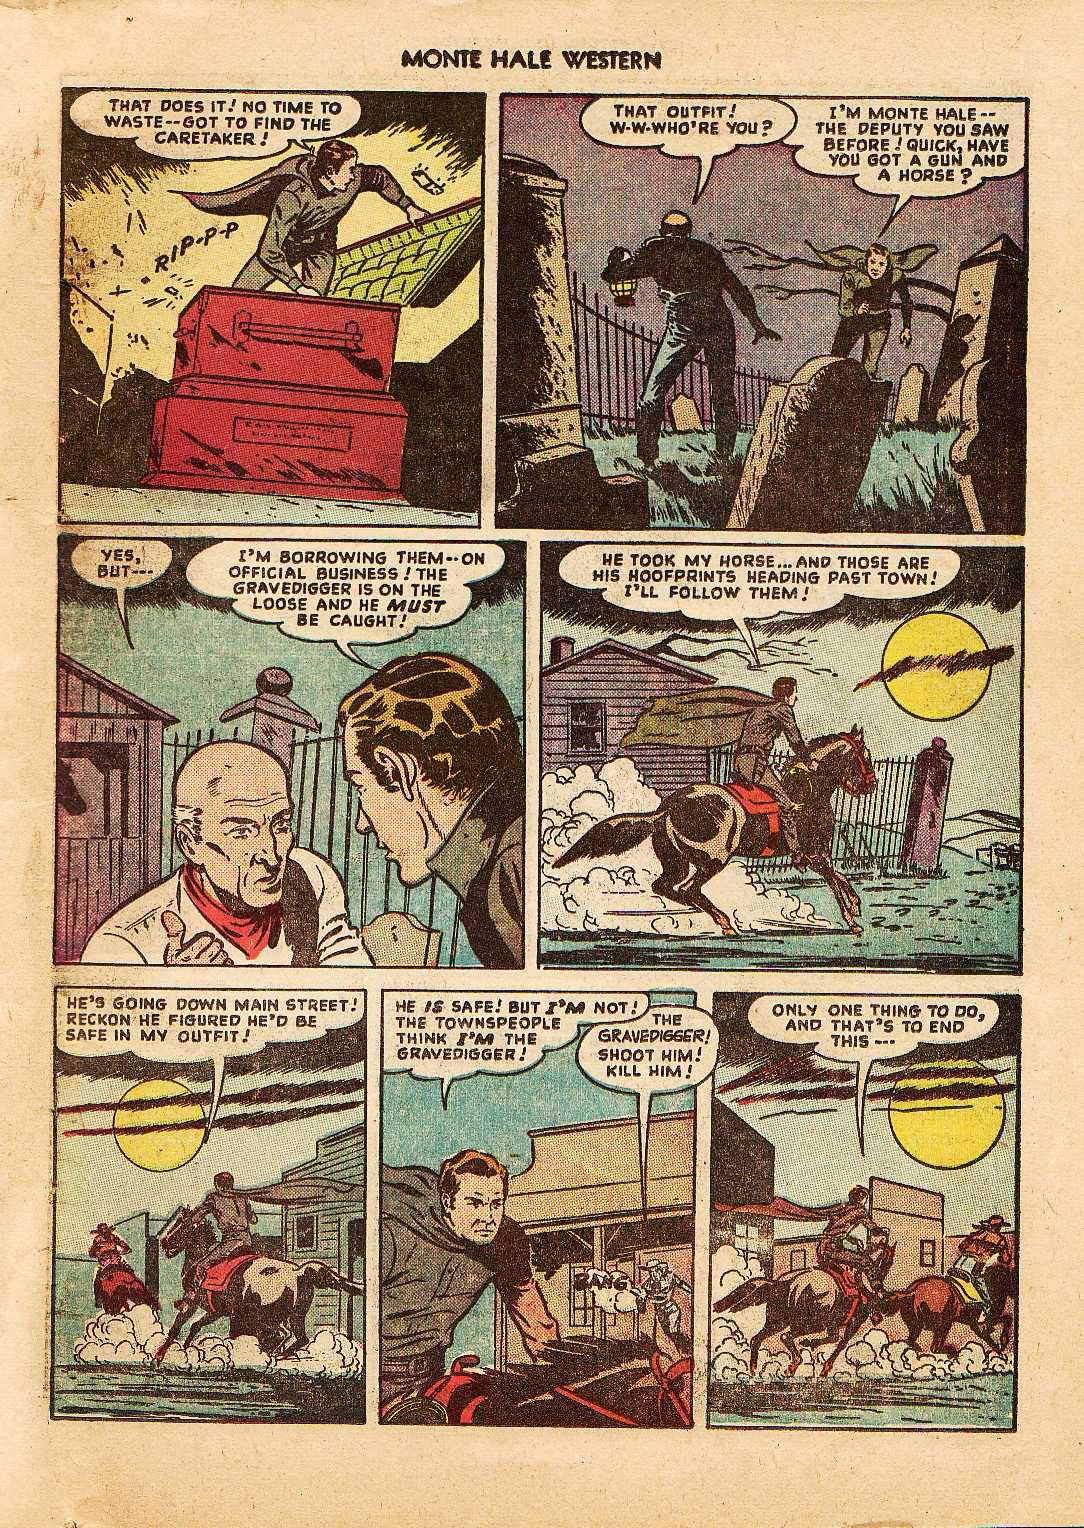 MONTE HALE WESTERN
THAT DOES IT! NO TIME TO
WASTE--GOT TO FIND THE
CARETAKER!
RIP-P-P
THAT OUTFIT!
W-W-WHO'RE YOU?
I'M MONTE HALE--
THE DEPUTY YOU SAW
BEFORE! QUICK, HAVE
YOU GOT A GUN AND
A HORSE?
YES,
BUT---
I'M BORROWING THEM--ON
OFFICIAL BUSINESS! THE
GRAVEDIGGER IS ON THE
LOOSE AND HE MUST
BE CAUGHT!
HE TOOK MY HORSE...AND THOSE ARE
HIS HOOFPRINTS HEADING PAST TOWN!
I'LL FOLLOW THEM!
HE'S GOING DOWN MAIN STREET!
RECKON HE FIGURED HE'D BE
SAFE IN MY OUTFIT!
HE IS SAFE! BUT I'M NOT!
THE TOWNSPEOPLE
THINK I'M THE
GRAVEDIGGER!
THE
GRAVEDIGGER!
SHOOT HIM!
KILL HIM!
BANG
ONLY ONE THING TO DO,
AND THAT'S TO END
THIS---